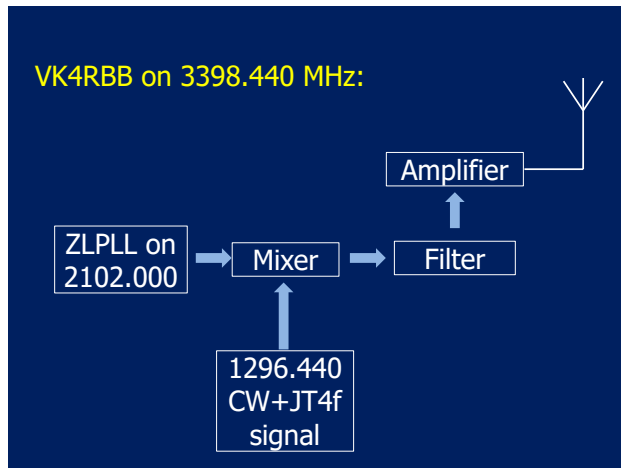 VK4RBB on 3398.440 MHz:
Amplifier
ZLPLL on
2102.000
Mixer
Filter
1296.440
CW+JT4f
signal